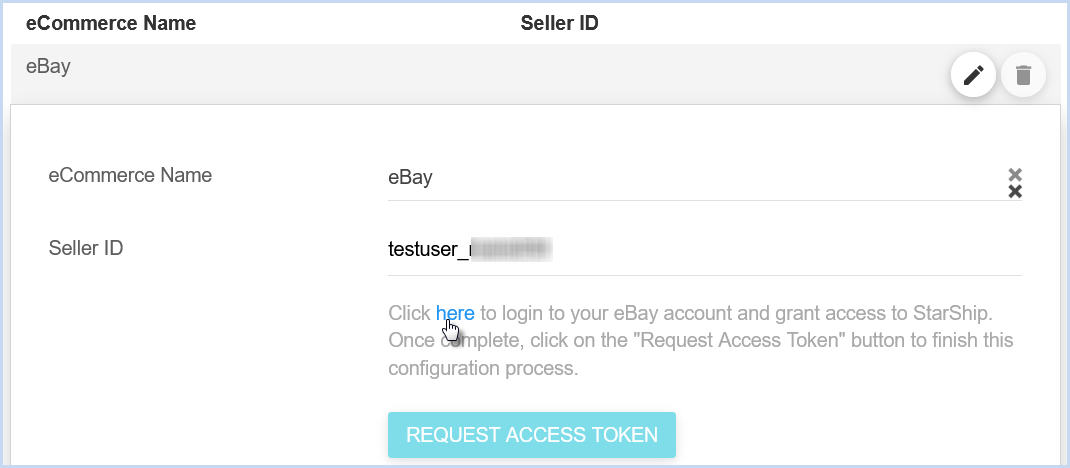 eCommerce Name Seller ID
eBay
eCommerce Name eBay
Seller ID testuser_
Click here to login to your eBay account and grant access to StarShip.
Once complete, click on the "Request Access Token" button to finish this
configuration process.
REQUEST ACCESS TOKEN